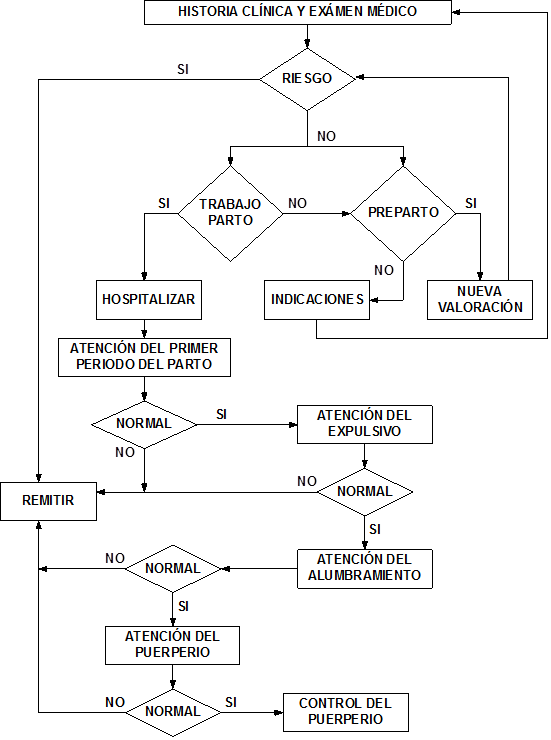 HISTORIA CLÍNICA Y EXÁMEN MÉDICO
SI
RIESGO
NO
SI
TRABAJO
PARTO
NO
PREPARTO
SI
NO
HOSPITALIZAR
INDICACIONES
NUEVA
VALORACIÓN
ATENCIÓN DEL PRIMER
PERIODO DEL PARTO
NORMAL
SI
ATENCIÓN DEL
EXPULSIVO
NO
NO
NORMAL
REMITIR
SI
NO
NORMAL
ATENCIÓN DEL
ALUMBRAMIENTO
SI
ATENCIÓN DEL
PUERPERIO
NO
NORMAL
SI
CONTROL DEL
PUERPERIO